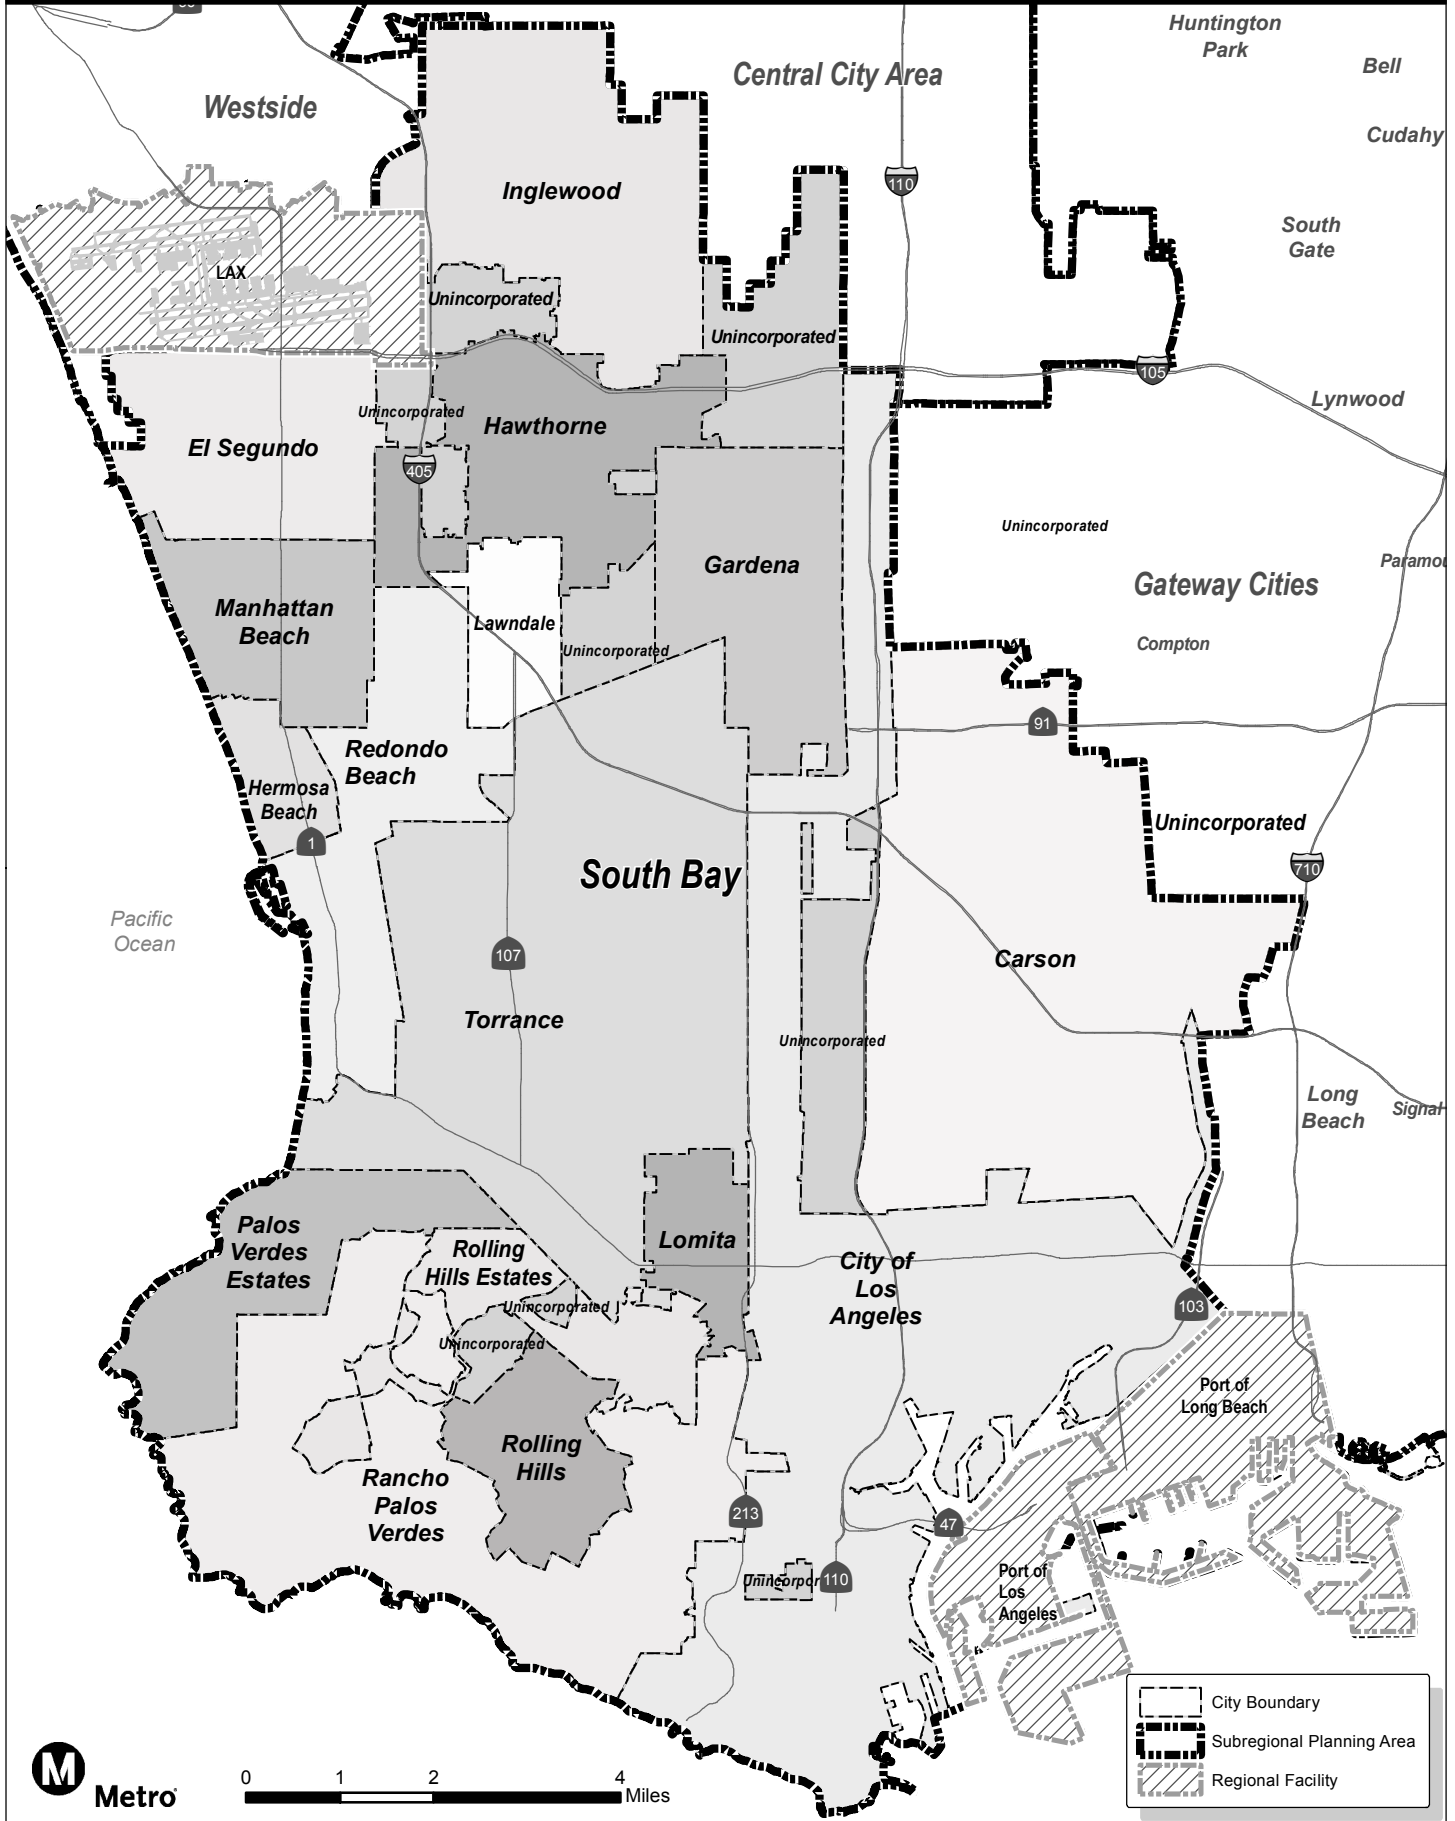 Huntington
Park
Bell
Central City Area
Westside
Cudahy
110
Inglewood
South
Gate
LAX
Unincorporated
Unincorporated
105
Lynwood
Unincorporated
Hawthorne
El Segundo
405
Unincorporated
Gardena
Gateway Cities
Manhattan
Beach
Lawndale
Compton
Unincorporated
91
Redondo
Beach
Hermosa
Beach
Unincorporated
1
South Bay
710
Pacific
Ocean
107
Carson
Torrance
Unincorporated
Long
Beach
Signal
Palos
Verdes
Estates
Lomita
Rolling
Hills Estates
City of
Los
Angeles
Unincorporated
103
Unincorporated
Port of
Long Beach
Rolling
Hills
Rancho
Palos
Verdes
213
47
Port of
Los
Angeles
Unincorpor
110
City Boundary
Subregional Planning Area
Regional Facility
M
Metro
0 1 2 4
Miles